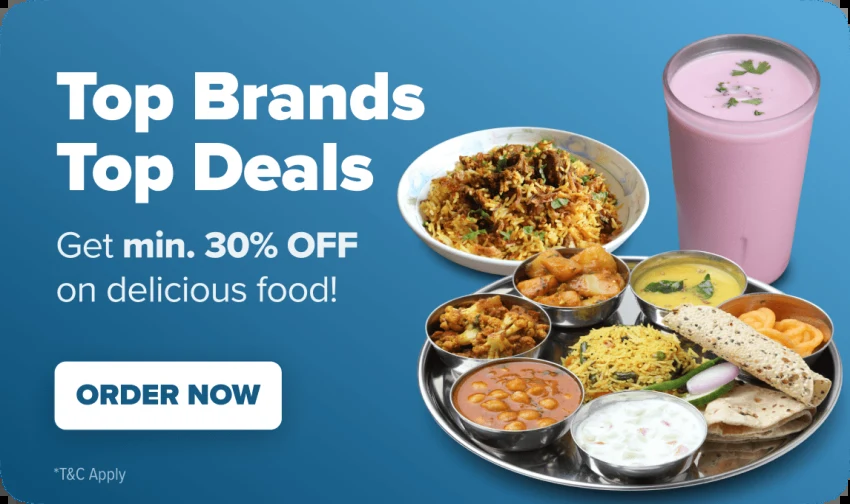 Top Brands
Top Deals
Get min. 30% OFF
on delicious food!
ORDER NOW
*T&C Apply